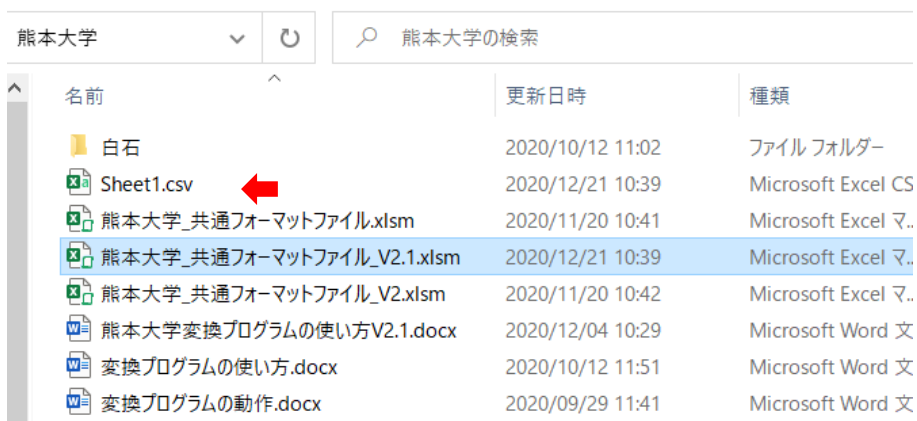 熊本大学 熊本大学の検索
名前 更新日時 種類
白石 2020/10/12 11:02 ファイル フォルダー
Sheet1.csv 2020/12/21 10:39 Microsoft Excel CS
熊本大学_共通フォーマットファイル.xlsm 2020/11/20 10:41 Microsoft Excel マ...
熊本大学_共通フォーマットファイル_V2.1.xlsm 2020/12/21 10:39 Microsoft Excel マ...
熊本大学_共通フォーマットファイル_V2.xlsm 2020/11/20 10:42 Microsoft Excel マ...
熊本大学変換プログラムの使い方V2.1.docx 2020/12/04 10:29 Microsoft Word 文
変換プログラムの使い方.docx 2020/10/12 11:51 Microsoft Word 文
変換プログラムの動作.docx 2020/09/29 11:41 Microsoft Word 文